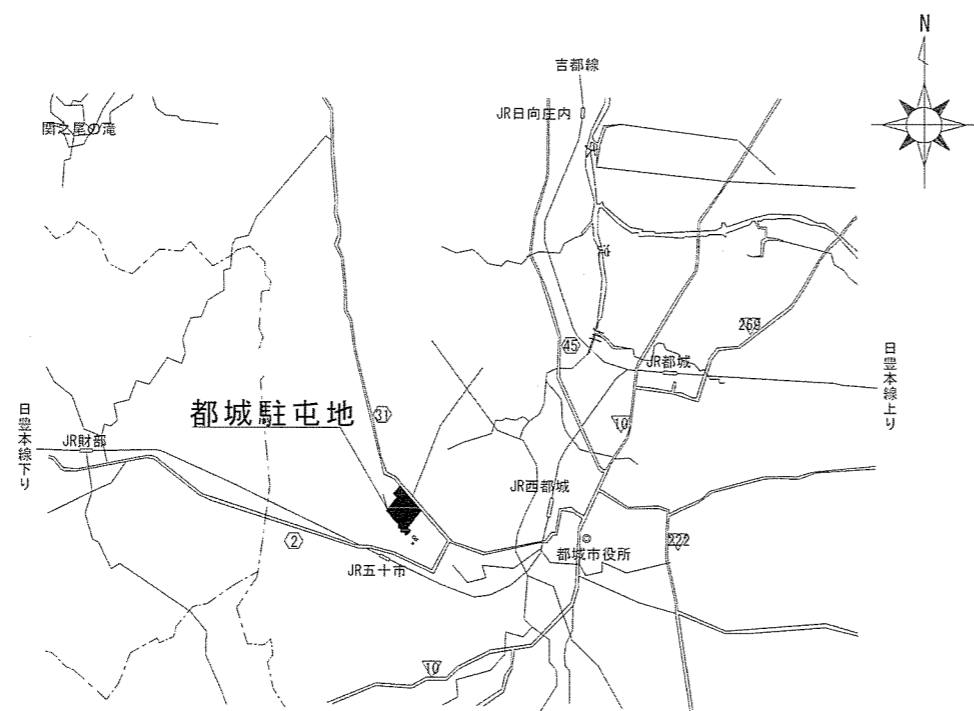 N
吉都線
JR日向庄内
関之尾の滝
269
45
JR都城
日豊本線上り
都城駐屯地
31
10
日豊本線下り
JR財部
JR西都城
2
都城市役所
222
JR五十市
10